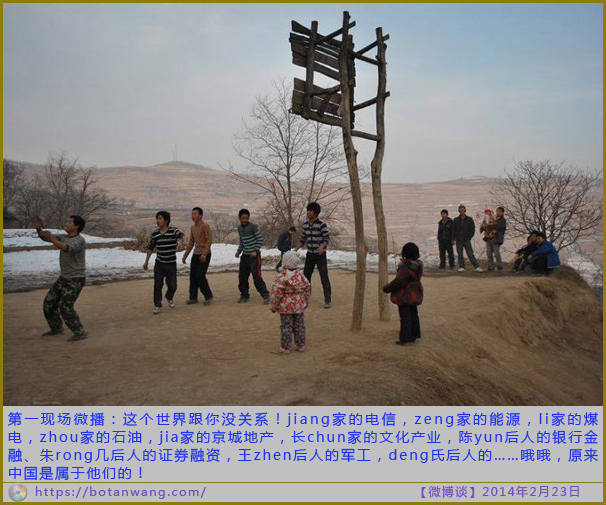 第一现场微播：这个世界跟你没关系！jiang家的电信，zeng家的能源，li家的煤
电，zhou家的石油，jia家的京城地产，长chun家的文化产业，陈yun后人的银行金
融、朱rong几后人的证券融资，王zhen后人的军工，deng氏后人的……哦哦，原来
中国是属于他们的！
https://botanwang.com/ 【微博谈】2014年2月23日